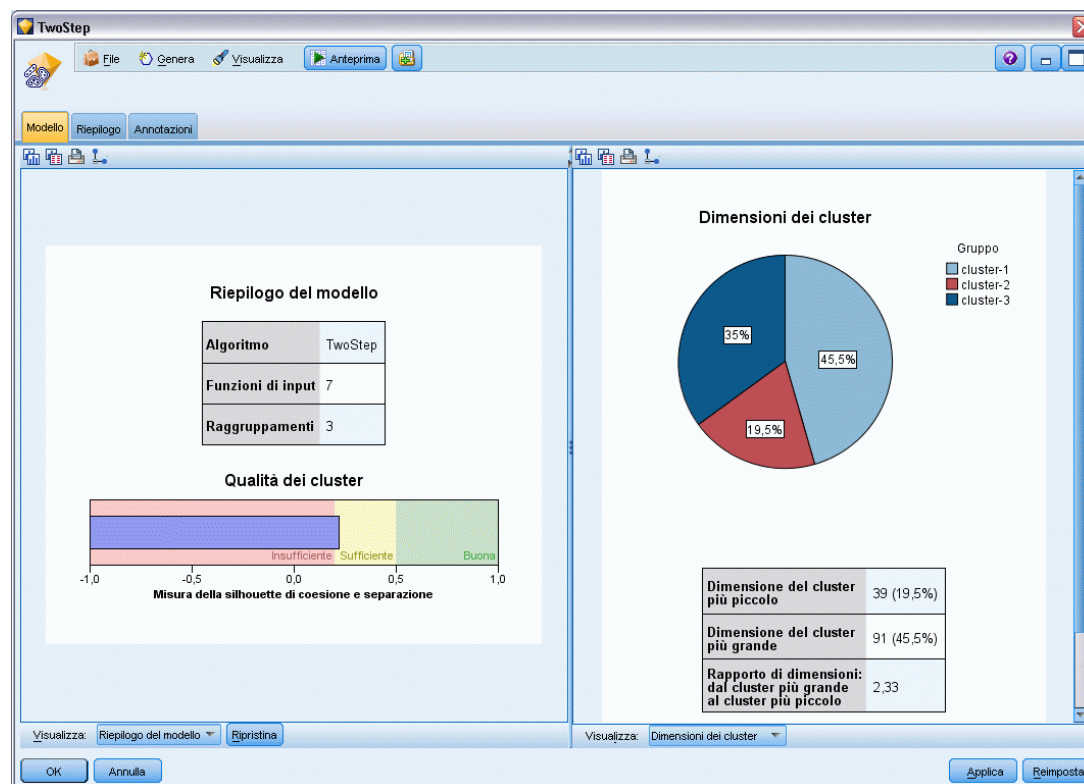 TwoStep
File Genera Visualizza Anteprima
Modello Riepilogo Annotazioni
Riepilogo del modello
Algoritmo TwoStep
Funzioni di input 7
Raggruppamenti 3
Qualità dei cluster
Insufficiente Sufficiente Buona
-1,0 -0,5 0,0 0,5 1,0
Misura della silhouette di coesione e separazione
Visualizza: Riepilogo del modello Ripristina
Dimensioni dei cluster
Gruppo
cluster-1
cluster-2
cluster-3
35%
45,5%
19,5%
Dimensione del cluster
più piccolo
39 (19,5%)
Dimensione del cluster
più grande
91 (45,5%)
Rapporto di dimensioni:
dal cluster più grande
al cluster più piccolo
2,33
Visualizza: Dimensioni dei cluster
OK Annulla Applica Reimposta